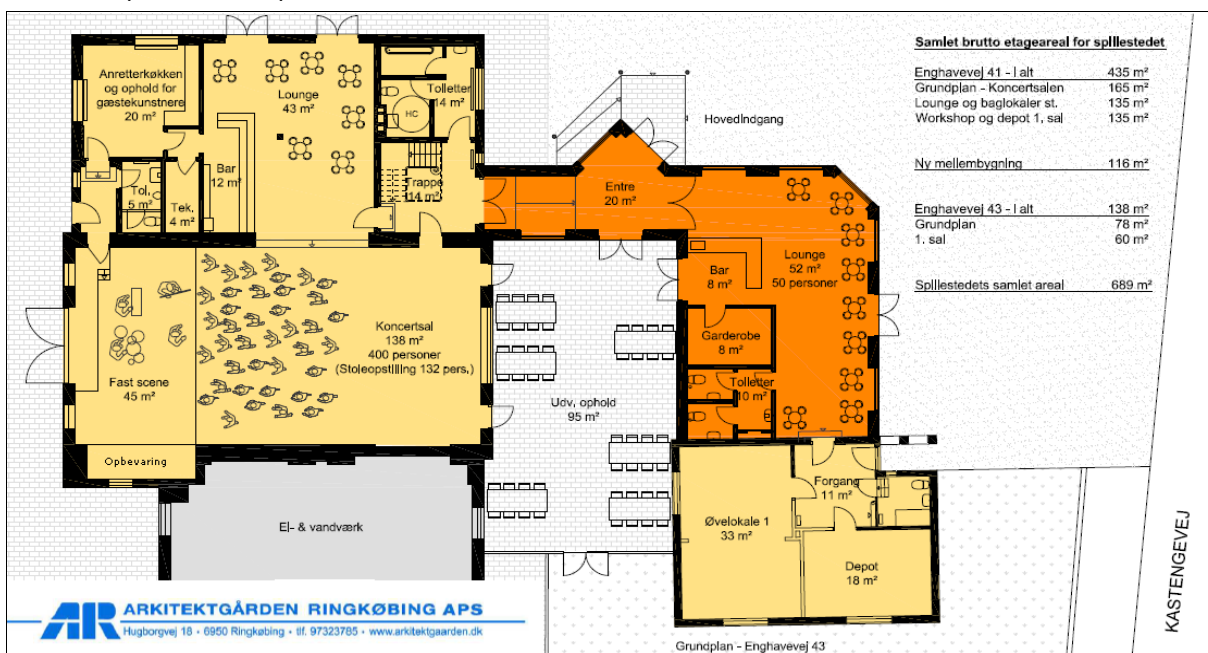 Samlet brutto etageareal for spillestedet
Enghavevej 41 - I alt 435 m²
Grundplan - Koncertsalen 165 m²
Lounge og baglokaler st. 135 m²
Workshop og depot 1, sal 135 m²
Ny mellembygning 116 m²
Enghavevej 43 - I alt 138 m²
Grundplan 78 m²
1. sal 60 m²
Spillestedets samlet areal 689 m²
Anretterkøkken
og ophold for
gæstekunstnere
20 m²
Lounge
43 m²
Toiletter
14 m²
HC
Hovedindgang
Bar
12 m²
Tol.
5 m²
Tek.
4 m²
Trappe
14 m²
Entre
20 m²
Lounge
52 m²
50 personer
Bar
8 m²
Garderobe
8 m²
Toiletter
10 m²
Koncertsal
138 m²
400 personer
(Stoleopstilling 132 pers.)
Fast scene
45 m²
Udv, ophold
95 m²
Opbevaring
El- & vandværk
Forgang
11 m²
Øvelokale 1
33 m²
Depot
18 m²
KASTENGEVEJ
AR ARKITEKTGÅRDEN RINGKØBING APS
Hugborgvej 18 • 6950 Ringkøbing • tlf. 97323785 • www.arkitektgaarden.dk
Grundplan - Enghavevej 43